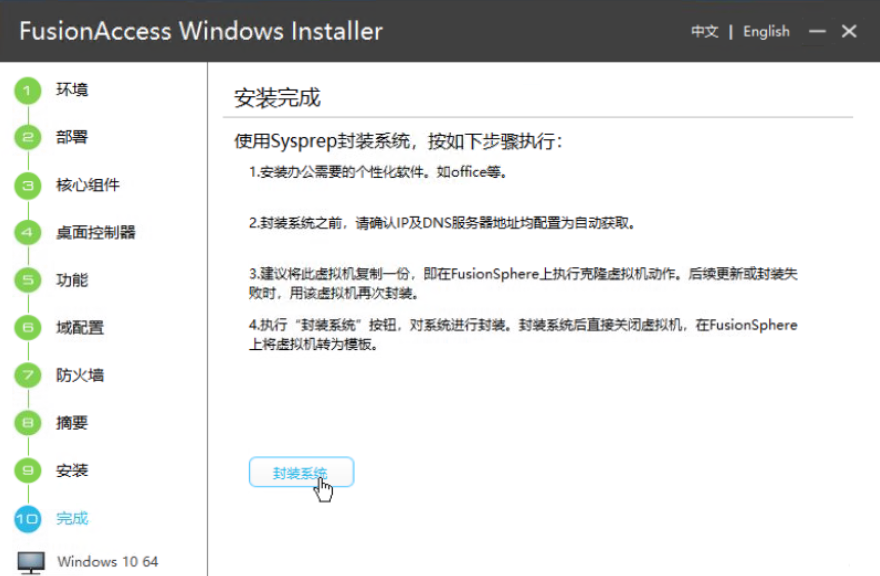 FusionAccess Windows Installer
中文 | English
1 环境
2 部署
3 核心组件
4 桌面控制器
5 功能
6 域配置
7 防火墙
8 摘要
9 安装
10 完成
Windows 10 64
安装完成
使用Sysprep封装系统，按如下步骤执行：
1.安装办公需要的个性化软件。如office等。
2.封装系统之前，请确认IP及DNS服务器地址均配置为自动获取。
3.建议将此虚拟机复制一份，即在FusionSphere上执行克隆虚拟机动作。后续更新或封装失
败时，用该虚拟机再次封装。
4.执行“封装系统”按钮，对系统进行封装。封装系统后直接关闭虚拟机，在FusionSphere
上将虚拟机转为模板。
封装系统